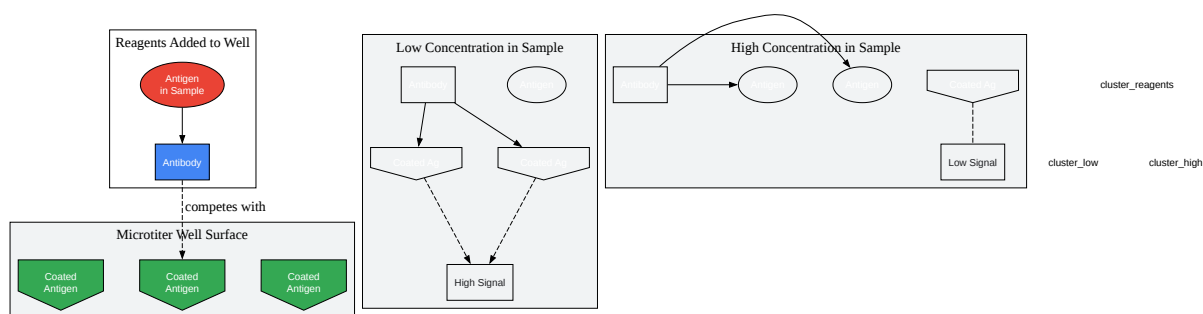 Reagents Added to Well
Antigen
in Sample
Antibody
competes with
Microtiter Well Surface
Coated
Antigen
Coated
Antigen
Coated
Antigen
Low Concentration in Sample
Antibody
Antigen
Coated Ag
Coated Ag
High Signal
High Concentration in Sample
Antibody
Antigen
Antigen
Coated Ag
Low Signal
cluster_reagents
cluster_low
cluster_high